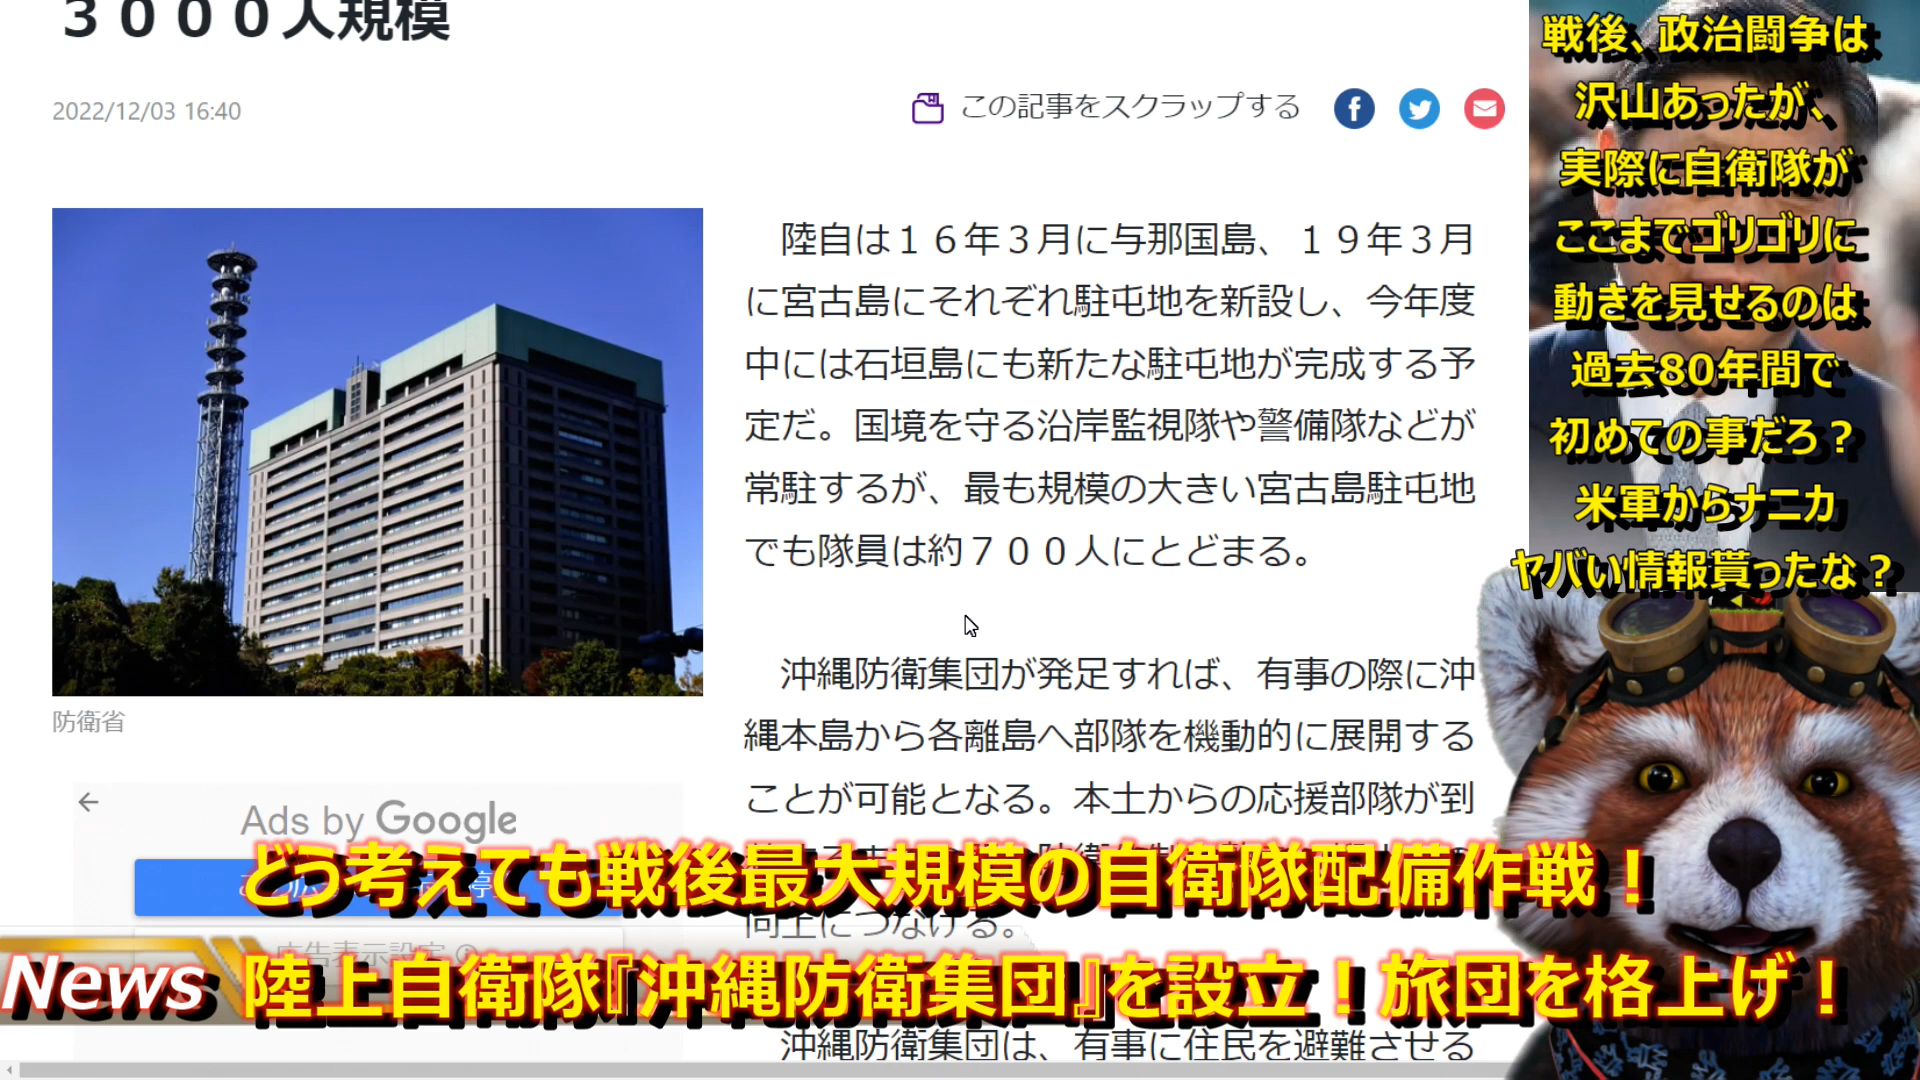 ３０００人規模
2022/12/03 16:40
この記事をスクラップする
陸自は１６年３月に与那国島、１９年３月
に宮古島にそれぞれ駐屯地を新設し、今年度
中には石垣島にも新たな駐屯地が完成する予
定だ。国境を守る沿岸監視隊や警備隊などが
常駐するが、最も規模の大きい宮古島駐屯地
でも隊員は約７００人にとどまる。
沖縄防衛集団が発足すれば、有事の際に沖
縄本島から各離島へ部隊を機動的に展開する
ことが可能となる。本土からの応援部隊が到
向上につなげる。
沖縄防衛集団は、有事に住民を避難させる
防衛省
Ads by Google
広告表示設定
戦後、政治闘争は
沢山あったが、
実際に自衛隊が
ここまでゴリゴリに
動きを見せるのは
過去80年間で
初めての事だろ？
米軍からナニカ
ヤバい情報貰ったな？
どう考えても戦後最大規模の自衛隊配備作戦！
News
陸上自衛隊『沖縄防衛集団』を設立！旅団を格上げ！